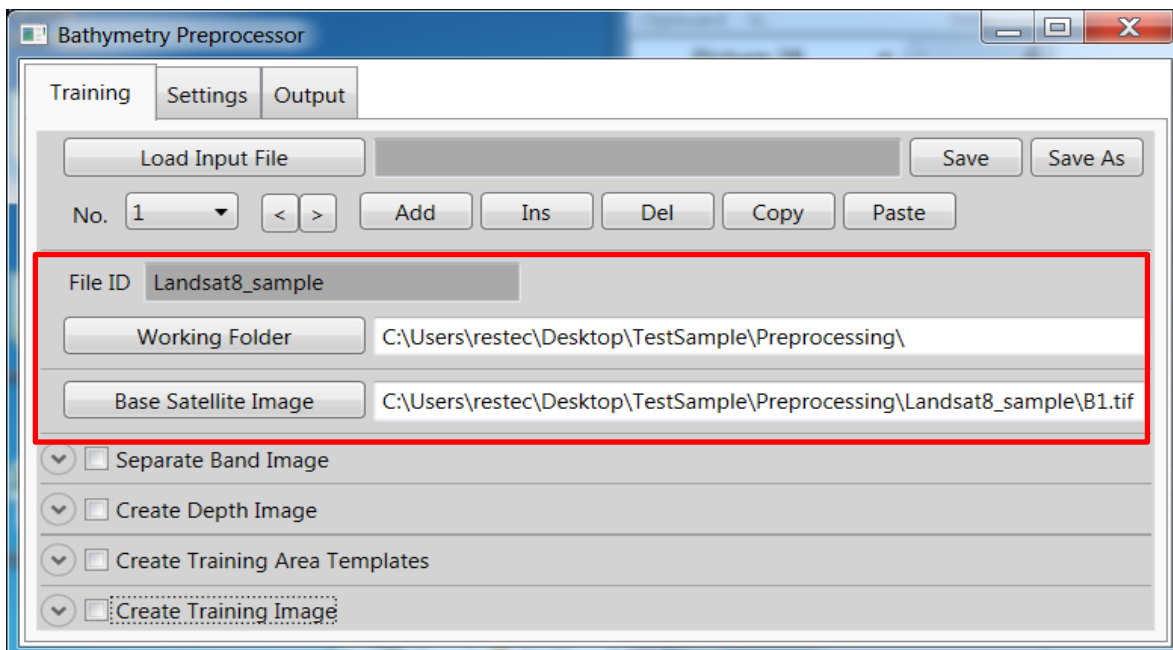 Bathymetry Preprocessor
Training Settings Output
Load Input File Save Save As
No. 1 < > Add Ins Del Copy Paste
File ID Landsat8_sample
Working Folder C:\Users\restec\Desktop\TestSample\Preprocessing\
Base Satellite Image C:\Users\restec\Desktop\TestSample\Preprocessing\Landsat8_sample\B1.tif
Separate Band Image
Create Depth Image
Create Training Area Templates
Create Training Image